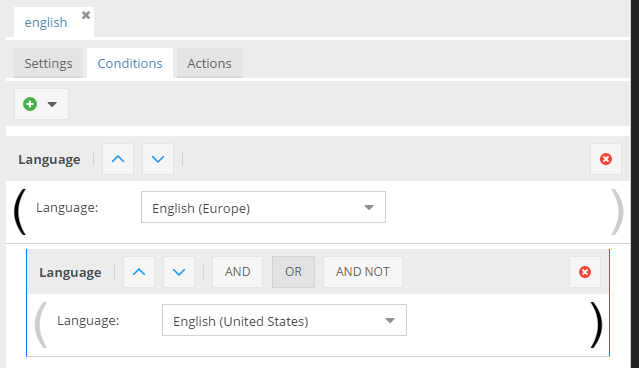 english
Settings Conditions Actions
Language
( Language: English (Europe) )
Language AND OR AND NOT
( Language: English (United States) )